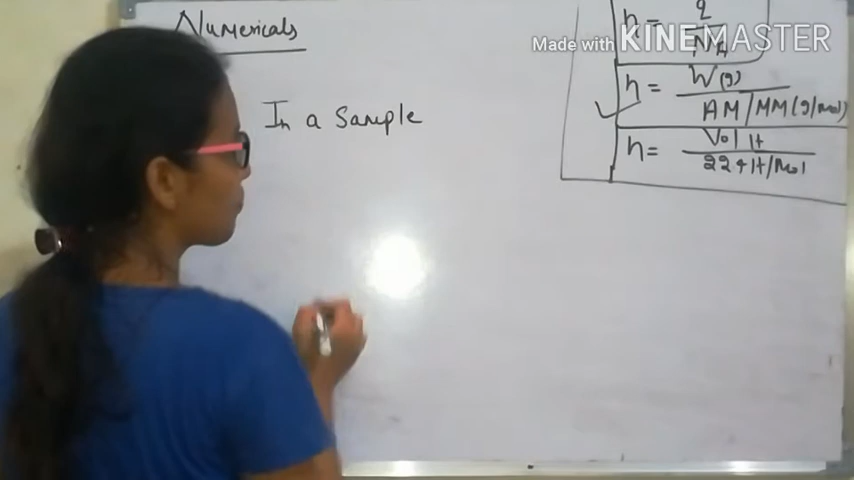 Numericals
In a Sample
n = q / NA
Made with KINEMASTER
n = W(g) / AM/MM(g/mol)
n = Vol lt / 22.4 lt/mol